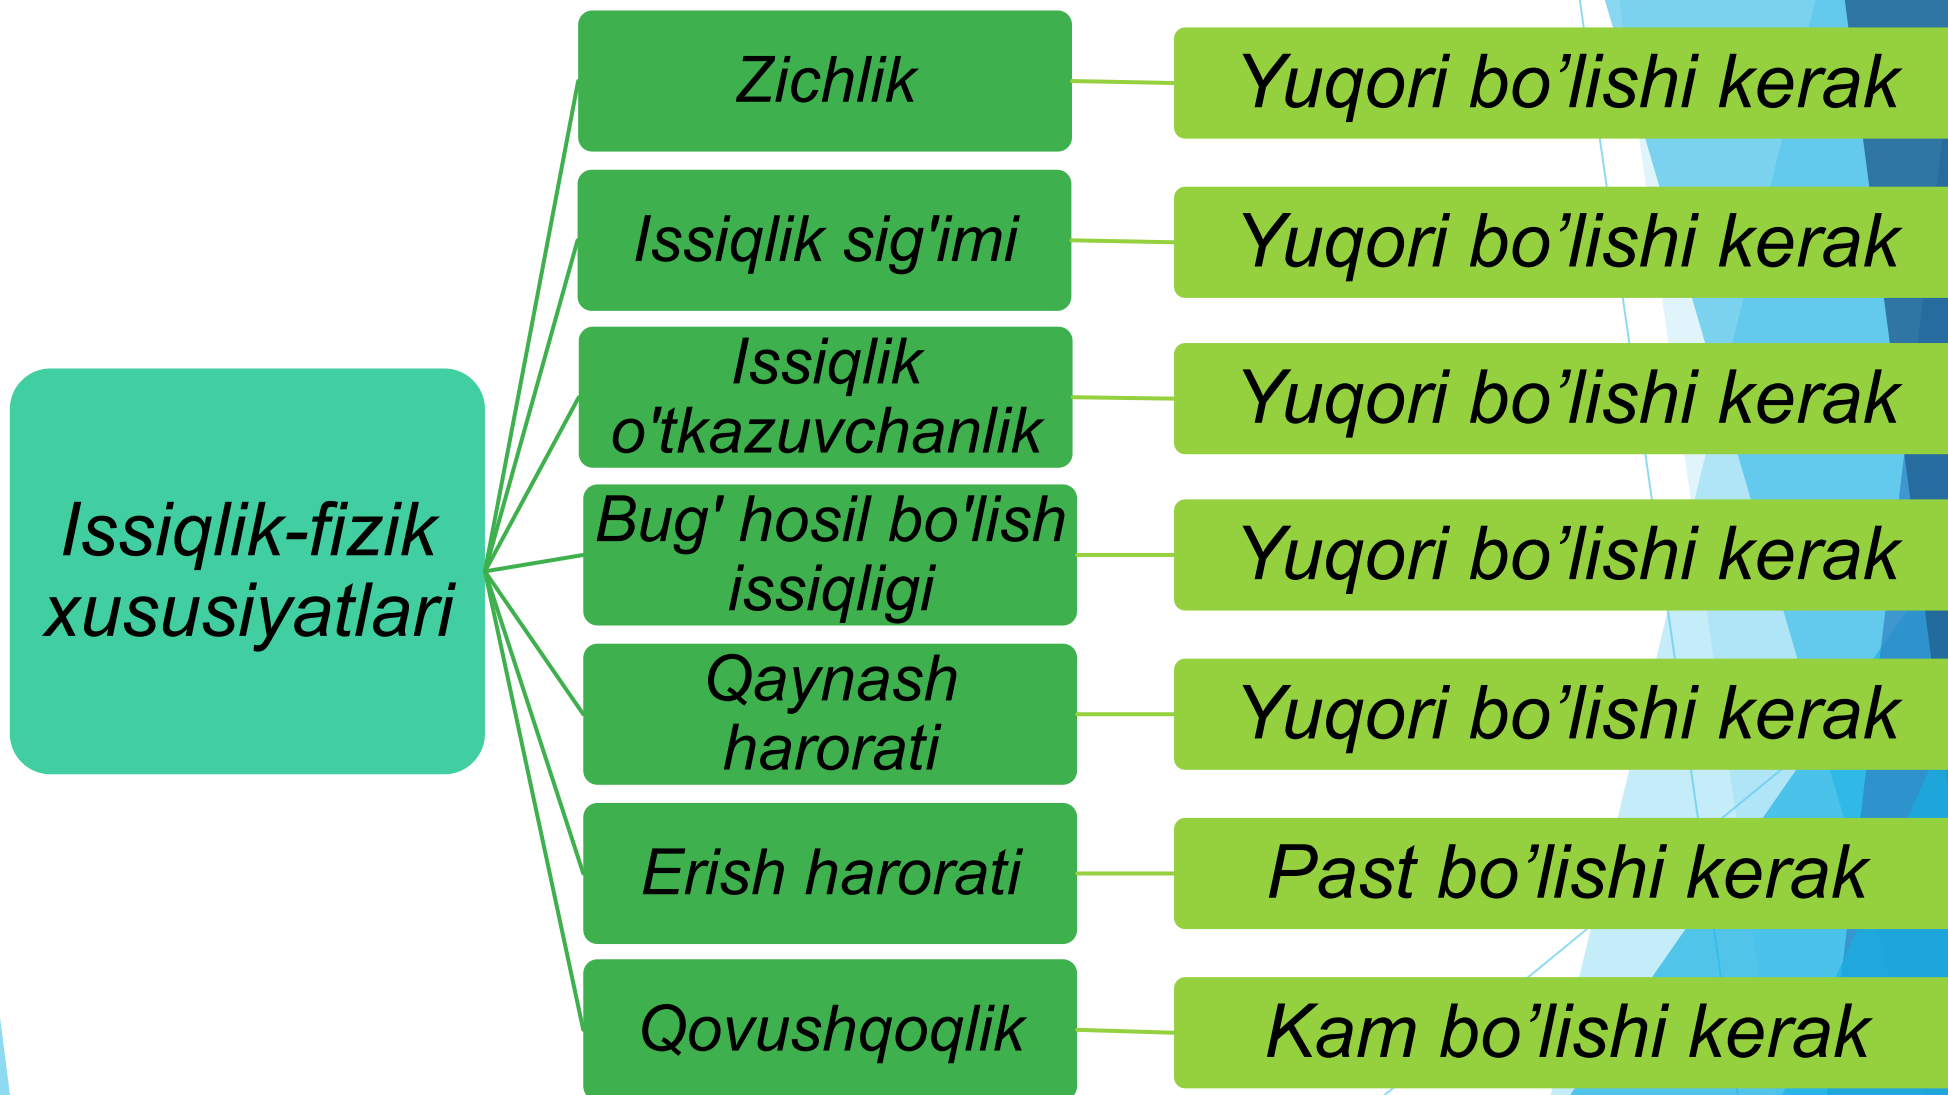 Issiqlik-fizik
xususiyatlari
Zichlik
Yuqori bo’lishi kerak
Issiqlik sig'imi
Yuqori bo’lishi kerak
Issiqlik
o'tkazuvchanlik
Yuqori bo’lishi kerak
Bug' hosil bo'lish
issiqligi
Yuqori bo’lishi kerak
Qaynash
harorati
Yuqori bo’lishi kerak
Erish harorati
Past bo’lishi kerak
Qovushqoqlik
Kam bo’lishi kerak